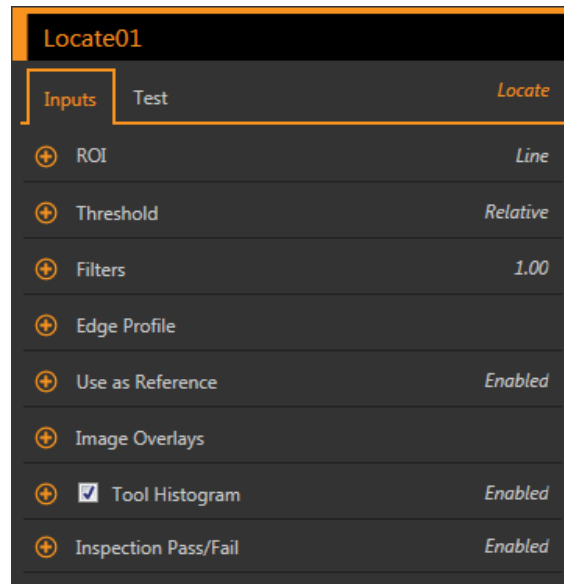 Locate01
Inputs Test Locate
ROI Line
Threshold Relative
Filters 1.00
Edge Profile
Use as Reference Enabled
Image Overlays
Tool Histogram Enabled
Inspection Pass/Fail Enabled